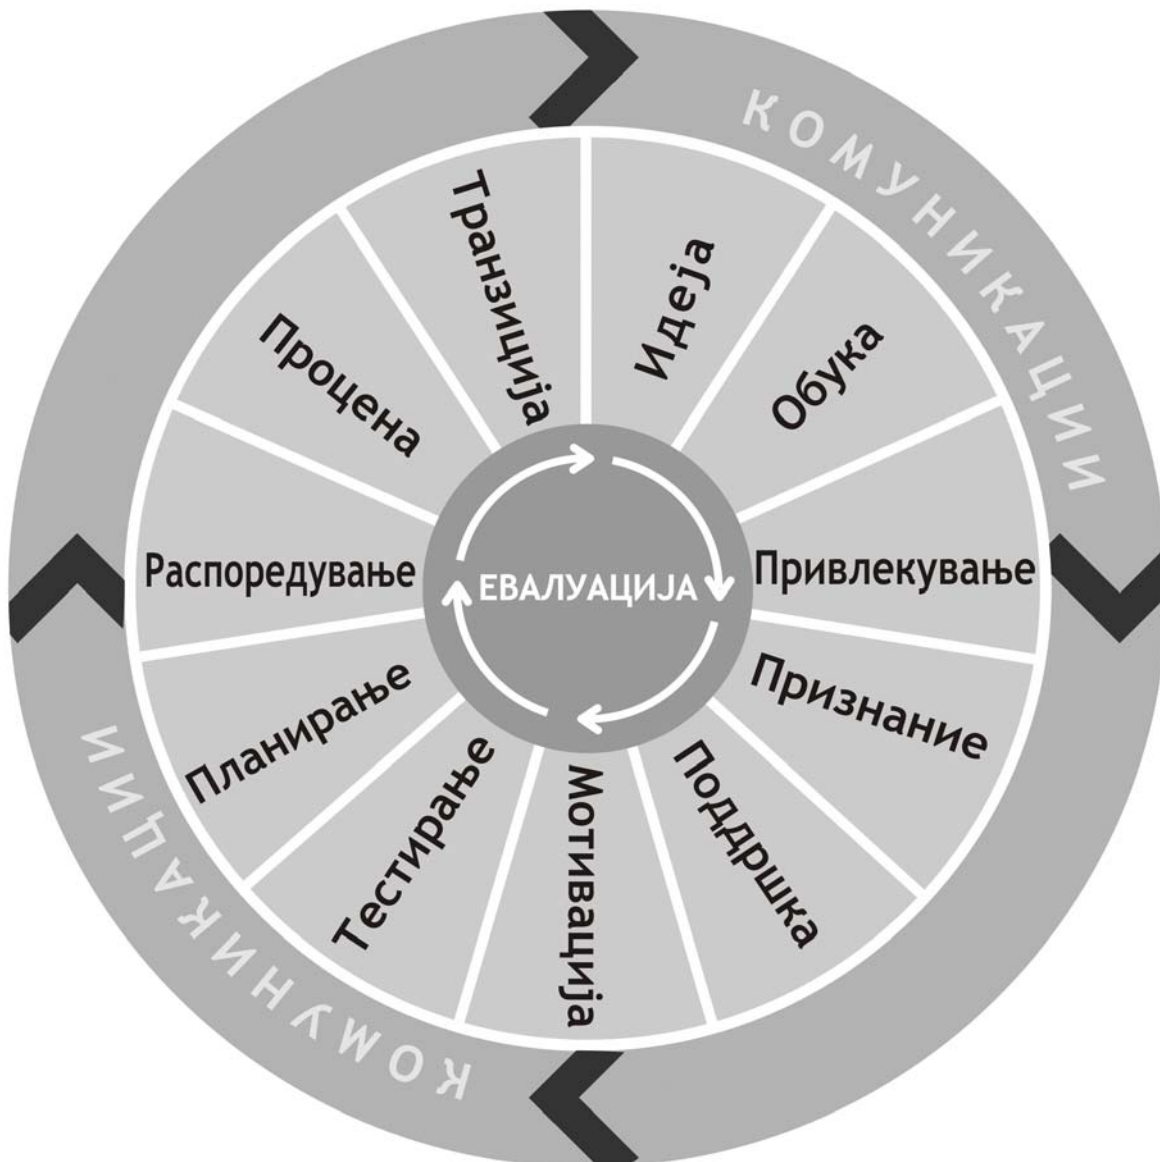 КОМУНИКАЦИИ
Идеја
Обука
Привлекување
Признание
Поддршка
Мотивација
Тестирање
Планирање
Распоредување
Процена
Транзиција
ЕВАЛУАЦИЈА
КОМУНИКАЦИИ